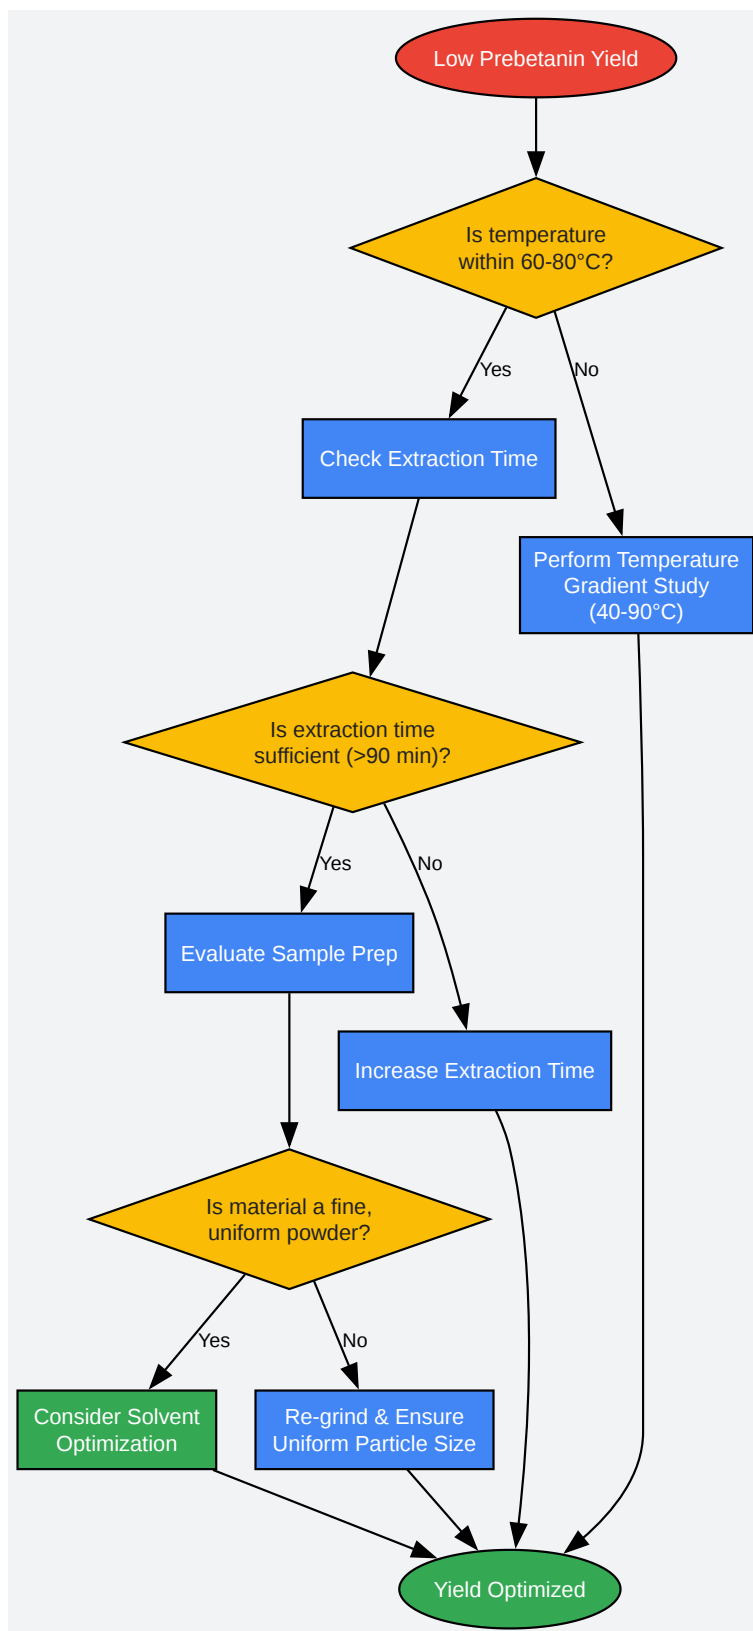 Low Prebetanin Yield
Is temperature
within 60-80°C?
Yes
No
Check Extraction Time
Perform Temperature
Gradient Study
(40-90°C)
Is extraction time
sufficient (>90 min)?
Yes
No
Evaluate Sample Prep
Increase Extraction Time
Is material a fine,
uniform powder?
Yes
No
Consider Solvent
Optimization
Re-grind & Ensure
Uniform Particle Size
Yield Optimized